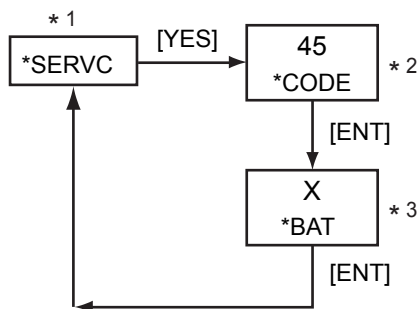 * 1
*SERVC
[YES]
45
*CODE
* 2
[ENT]
X
*BAT
* 3
[ENT]